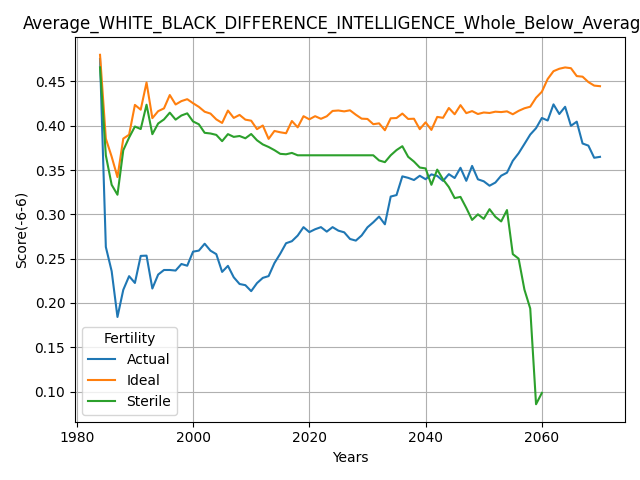 Average_WHITE_BLACK_DIFFERENCE_INTELLIGENCE_Whole_Below_Averag
Score(-6-6)
0.45
0.40
0.35
0.30
0.25
0.20
0.15
0.10
Fertility
Actual
Ideal
Sterile
1980 2000 2020 2040 2060
Years